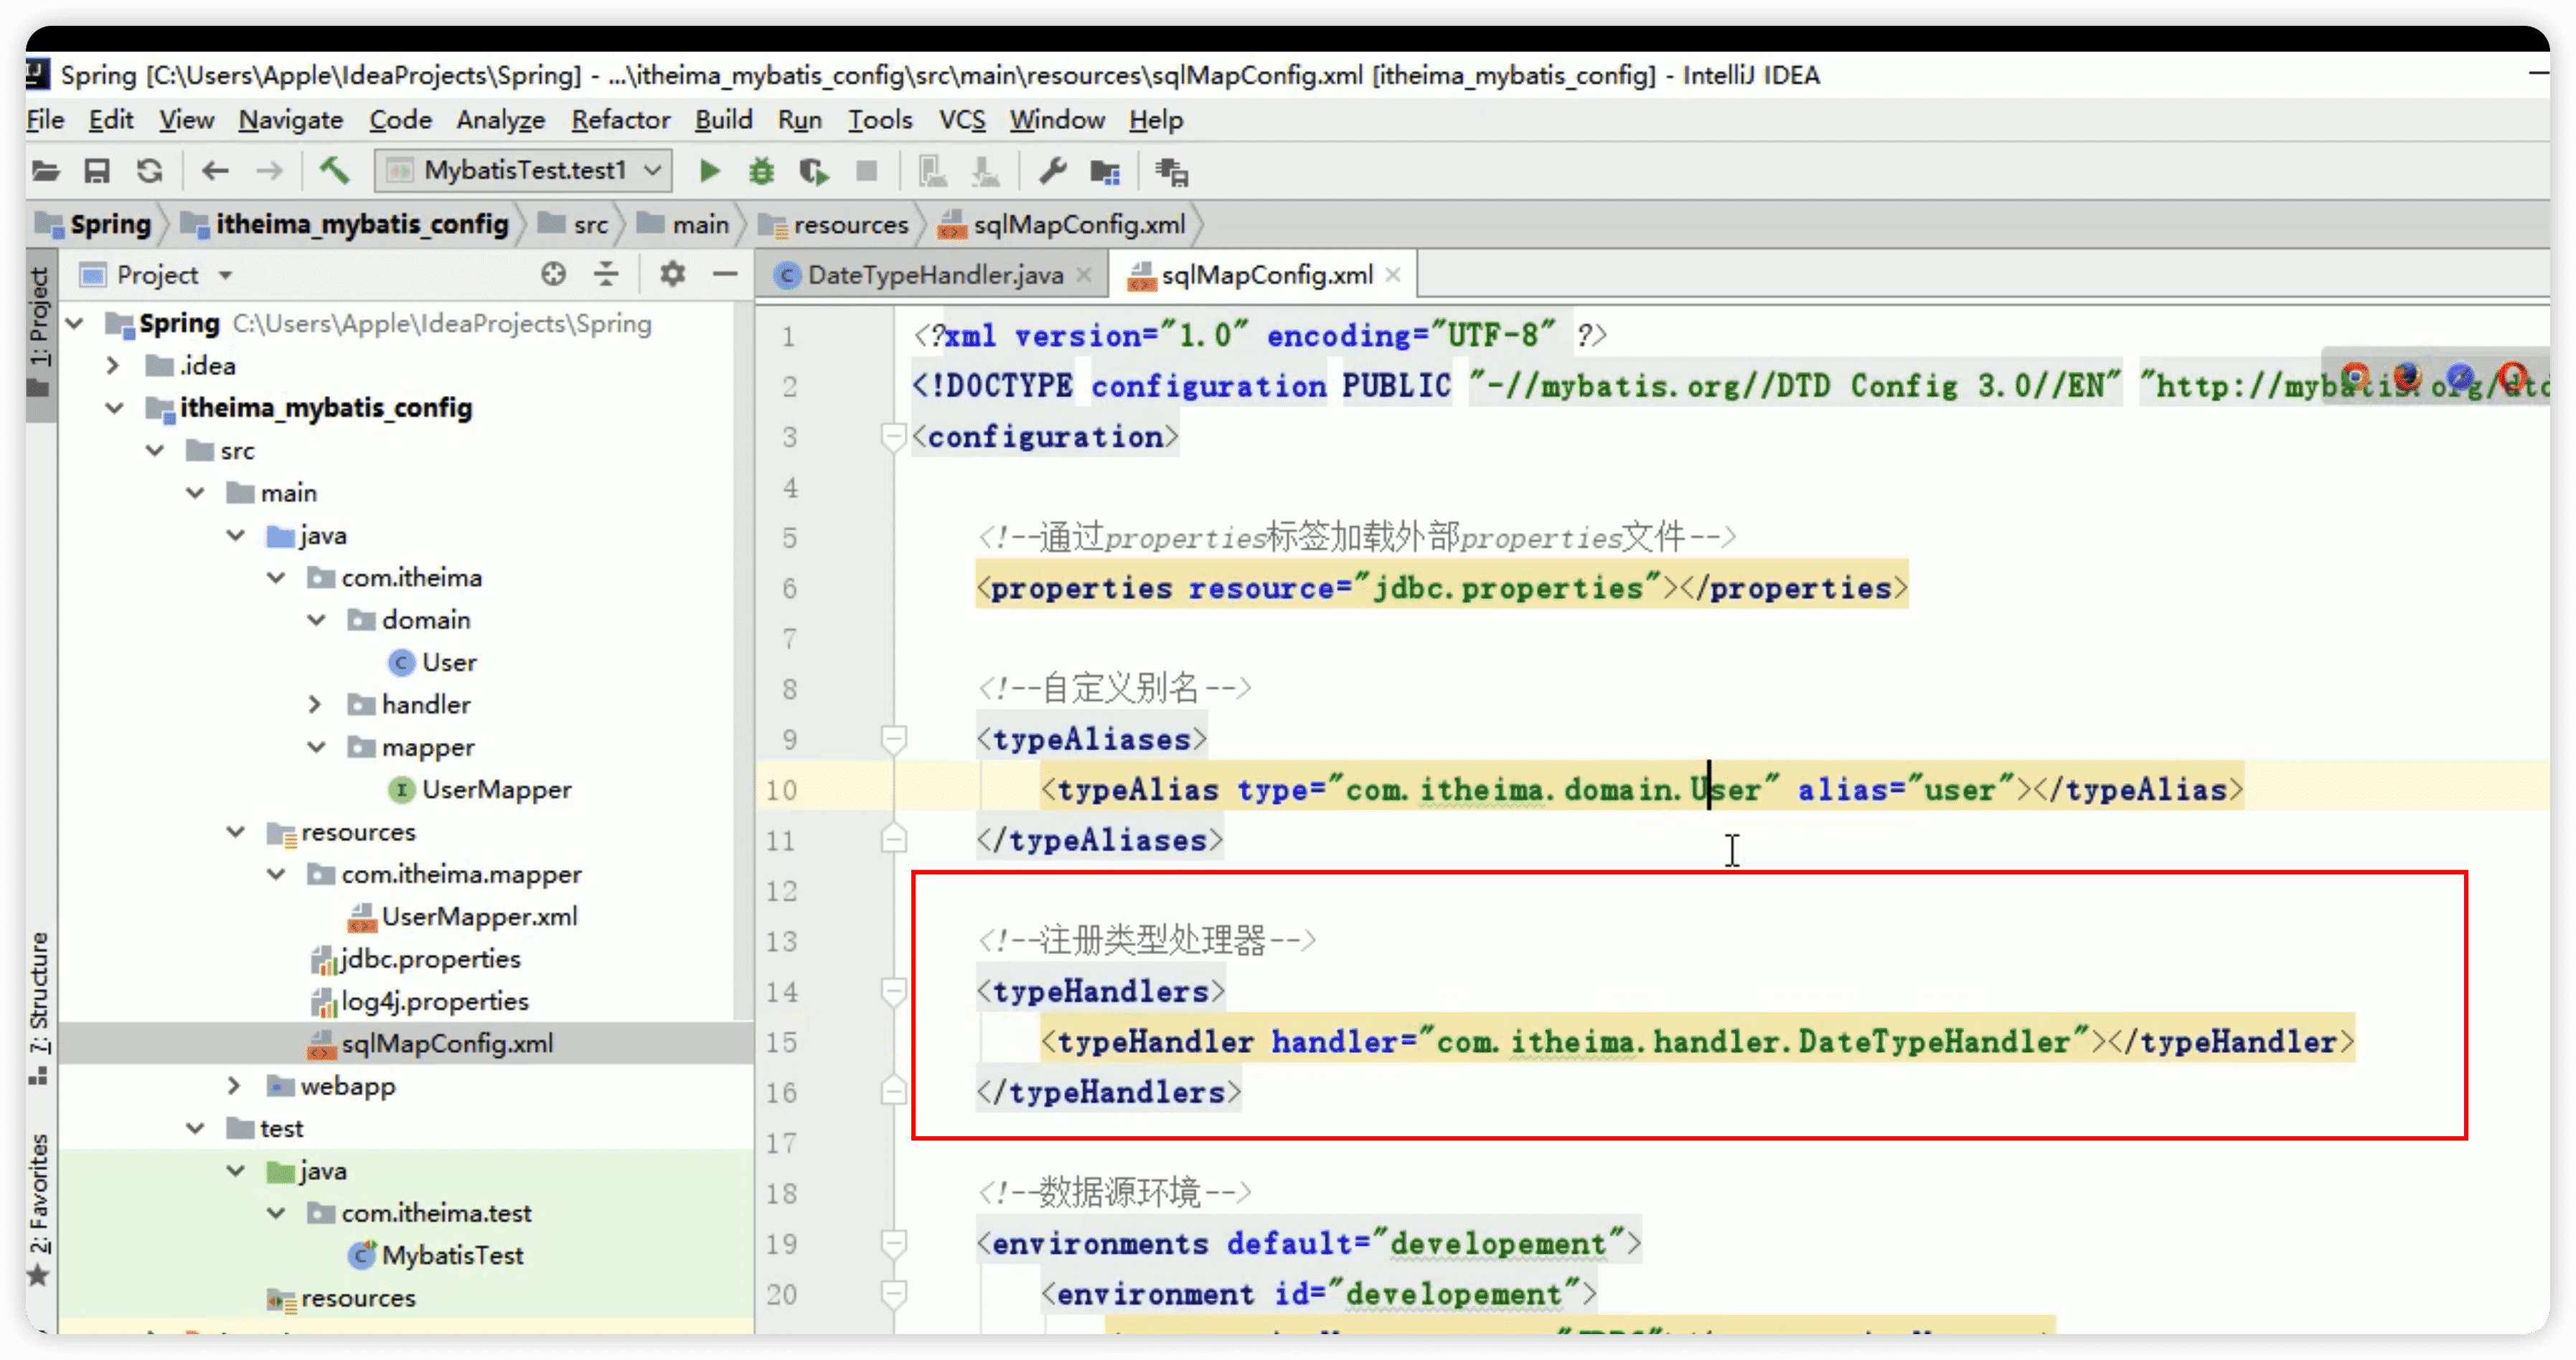 Spring [C:\Users\Apple\IdeaProjects\Spring] - ...\itheima_mybatis_config\src\main\resources\sqlMapConfig.xml [itheima_mybatis_config] - IntelliJ IDEA
File Edit View Navigate Code Analyze Refactor Build Run Tools VCS Window Help
MybatisTest.test1
Spring itheima_mybatis_config src main resources sqlMapConfig.xml
1: Project
7: Structure
2: Favorites
Project
Spring C:\Users\Apple\IdeaProjects\Spring
.idea
itheima_mybatis_config
src
main
java
com.itheima
domain
User
handler
mapper
UserMapper
resources
com.itheima.mapper
UserMapper.xml
jdbc.properties
log4j.properties
sqlMapConfig.xml
webapp
test
java
com.itheima.test
MybatisTest
resources
DateTypeHandler.java sqlMapConfig.xml
1 <?xml version="1.0" encoding="UTF-8" ?>
2 <!DOCTYPE configuration PUBLIC "-//mybatis.org//DTD Config 3.0//EN" "http://mybatis.org/dtd
3 <configuration>
4
5 <!--通过properties标签加载外部properties文件-->
6 <properties resource="jdbc.properties"></properties>
7
8 <!--自定义别名-->
9 <typeAliases>
10 <typeAlias type="com.itheima.domain.User" alias="user"></typeAlias>
11 </typeAliases>
12
13 <!--注册类型处理器-->
14 <typeHandlers>
15 <typeHandler handler="com.itheima.handler.DateTypeHandler"></typeHandler>
16 </typeHandlers>
17
18 <!--数据源环境-->
19 <environments default="developement">
20 <environment id="developement">